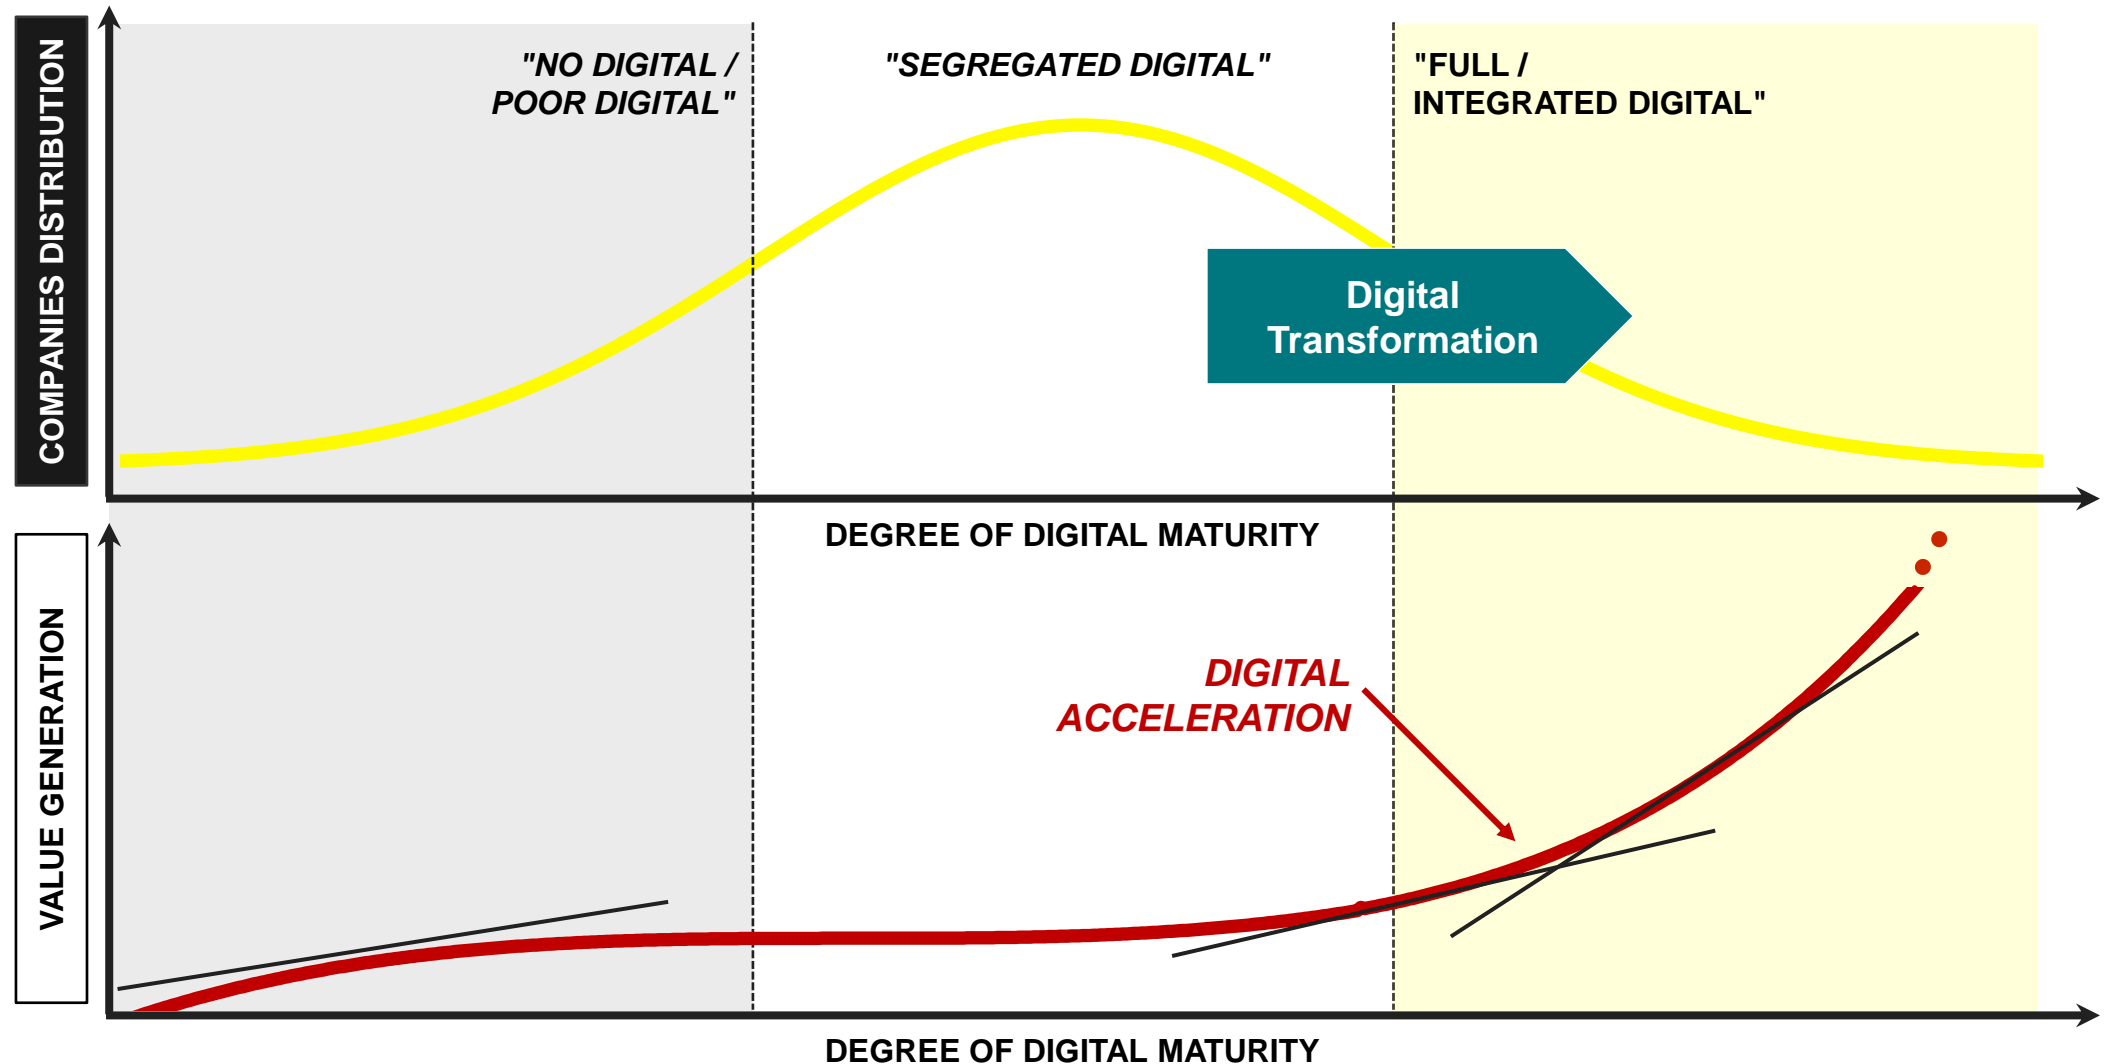 COMPANIES DISTRIBUTION
"NO DIGITAL /
POOR DIGITAL"
"SEGREGATED DIGITAL"
"FULL /
INTEGRATED DIGITAL"
Digital
Transformation
DEGREE OF DIGITAL MATURITY
VALUE GENERATION
DIGITAL
ACCELERATION
DEGREE OF DIGITAL MATURITY